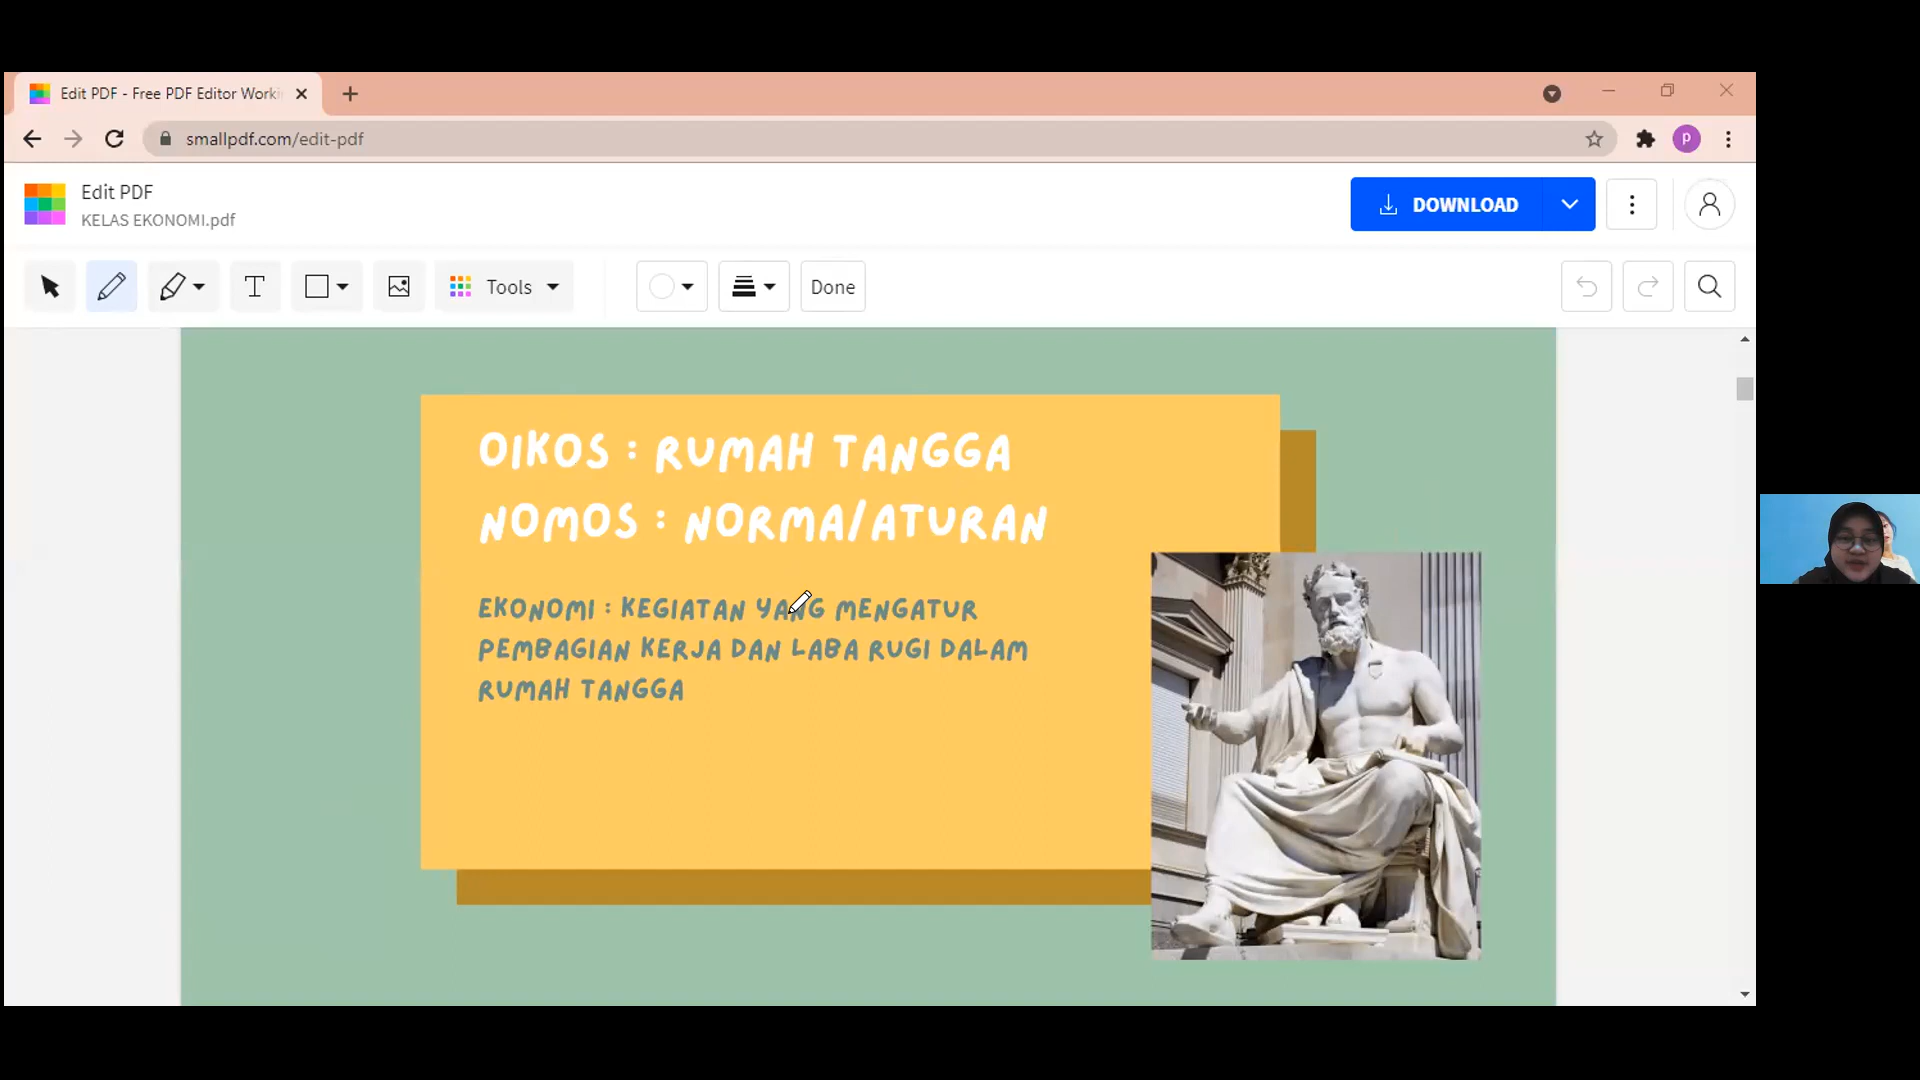 Edit PDF - Free PDF Editor Worki
smallpdf.com/edit-pdf
P
Edit PDF
KELAS EKONOMI.pdf
DOWNLOAD
T
Tools
Done
OIKOS : RUMAH TANGGA
NOMOS : NORMA/ATURAN
EKONOMI : KEGIATAN YANG MENGATUR
PEMBAGIAN KERJA DAN LABA RUGI DALAM
RUMAH TANGGA